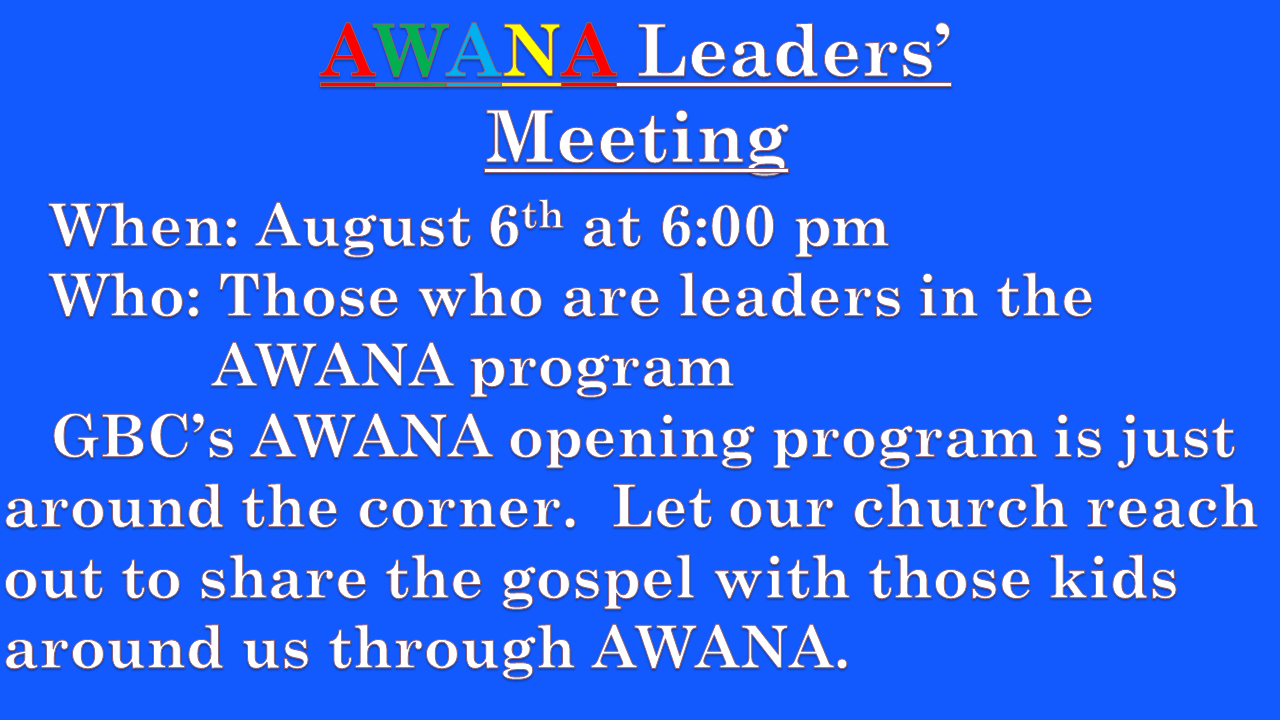 AWANA Leaders’
Meeting
When: August 6th at 6:00 pm
Who: Those who are leaders in the
AWANA program
GBC’s AWANA opening program is just
around the corner.  Let our church reach
out to share the gospel with those kids
around us through AWANA.